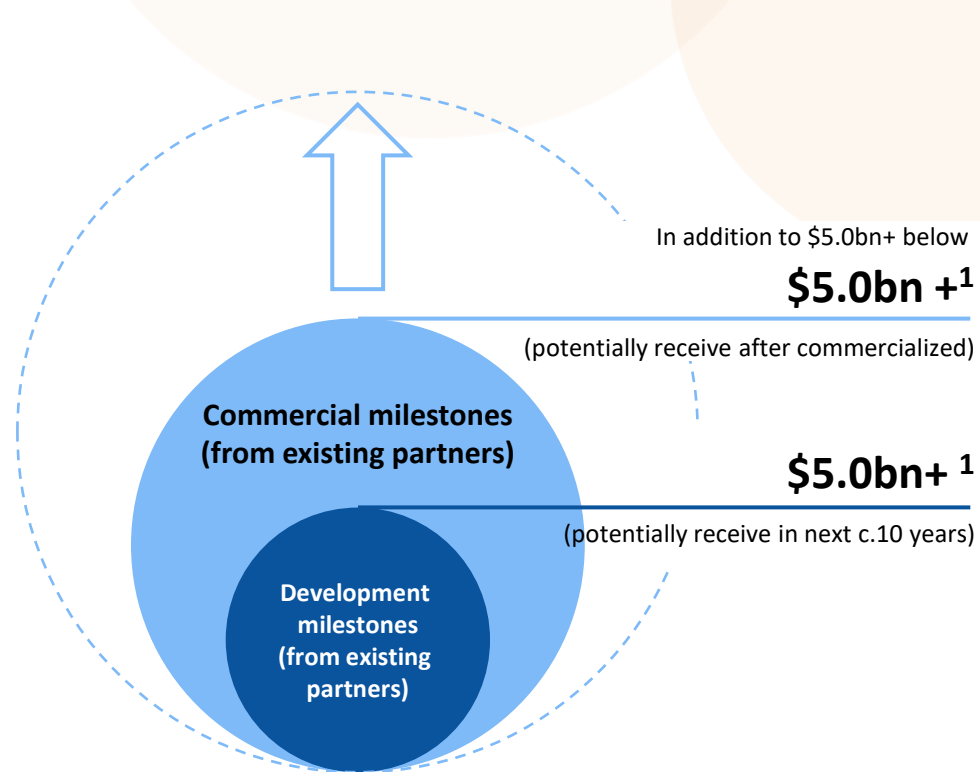 In addition to $5.0bn+ below
$5.0bn +1
(potentially receive after commercialized)
Commercial milestones
(from existing partners)
$5.0bn+ 1
(potentially receive in next c.10 years)
Development
milestones
(from existing
partners)